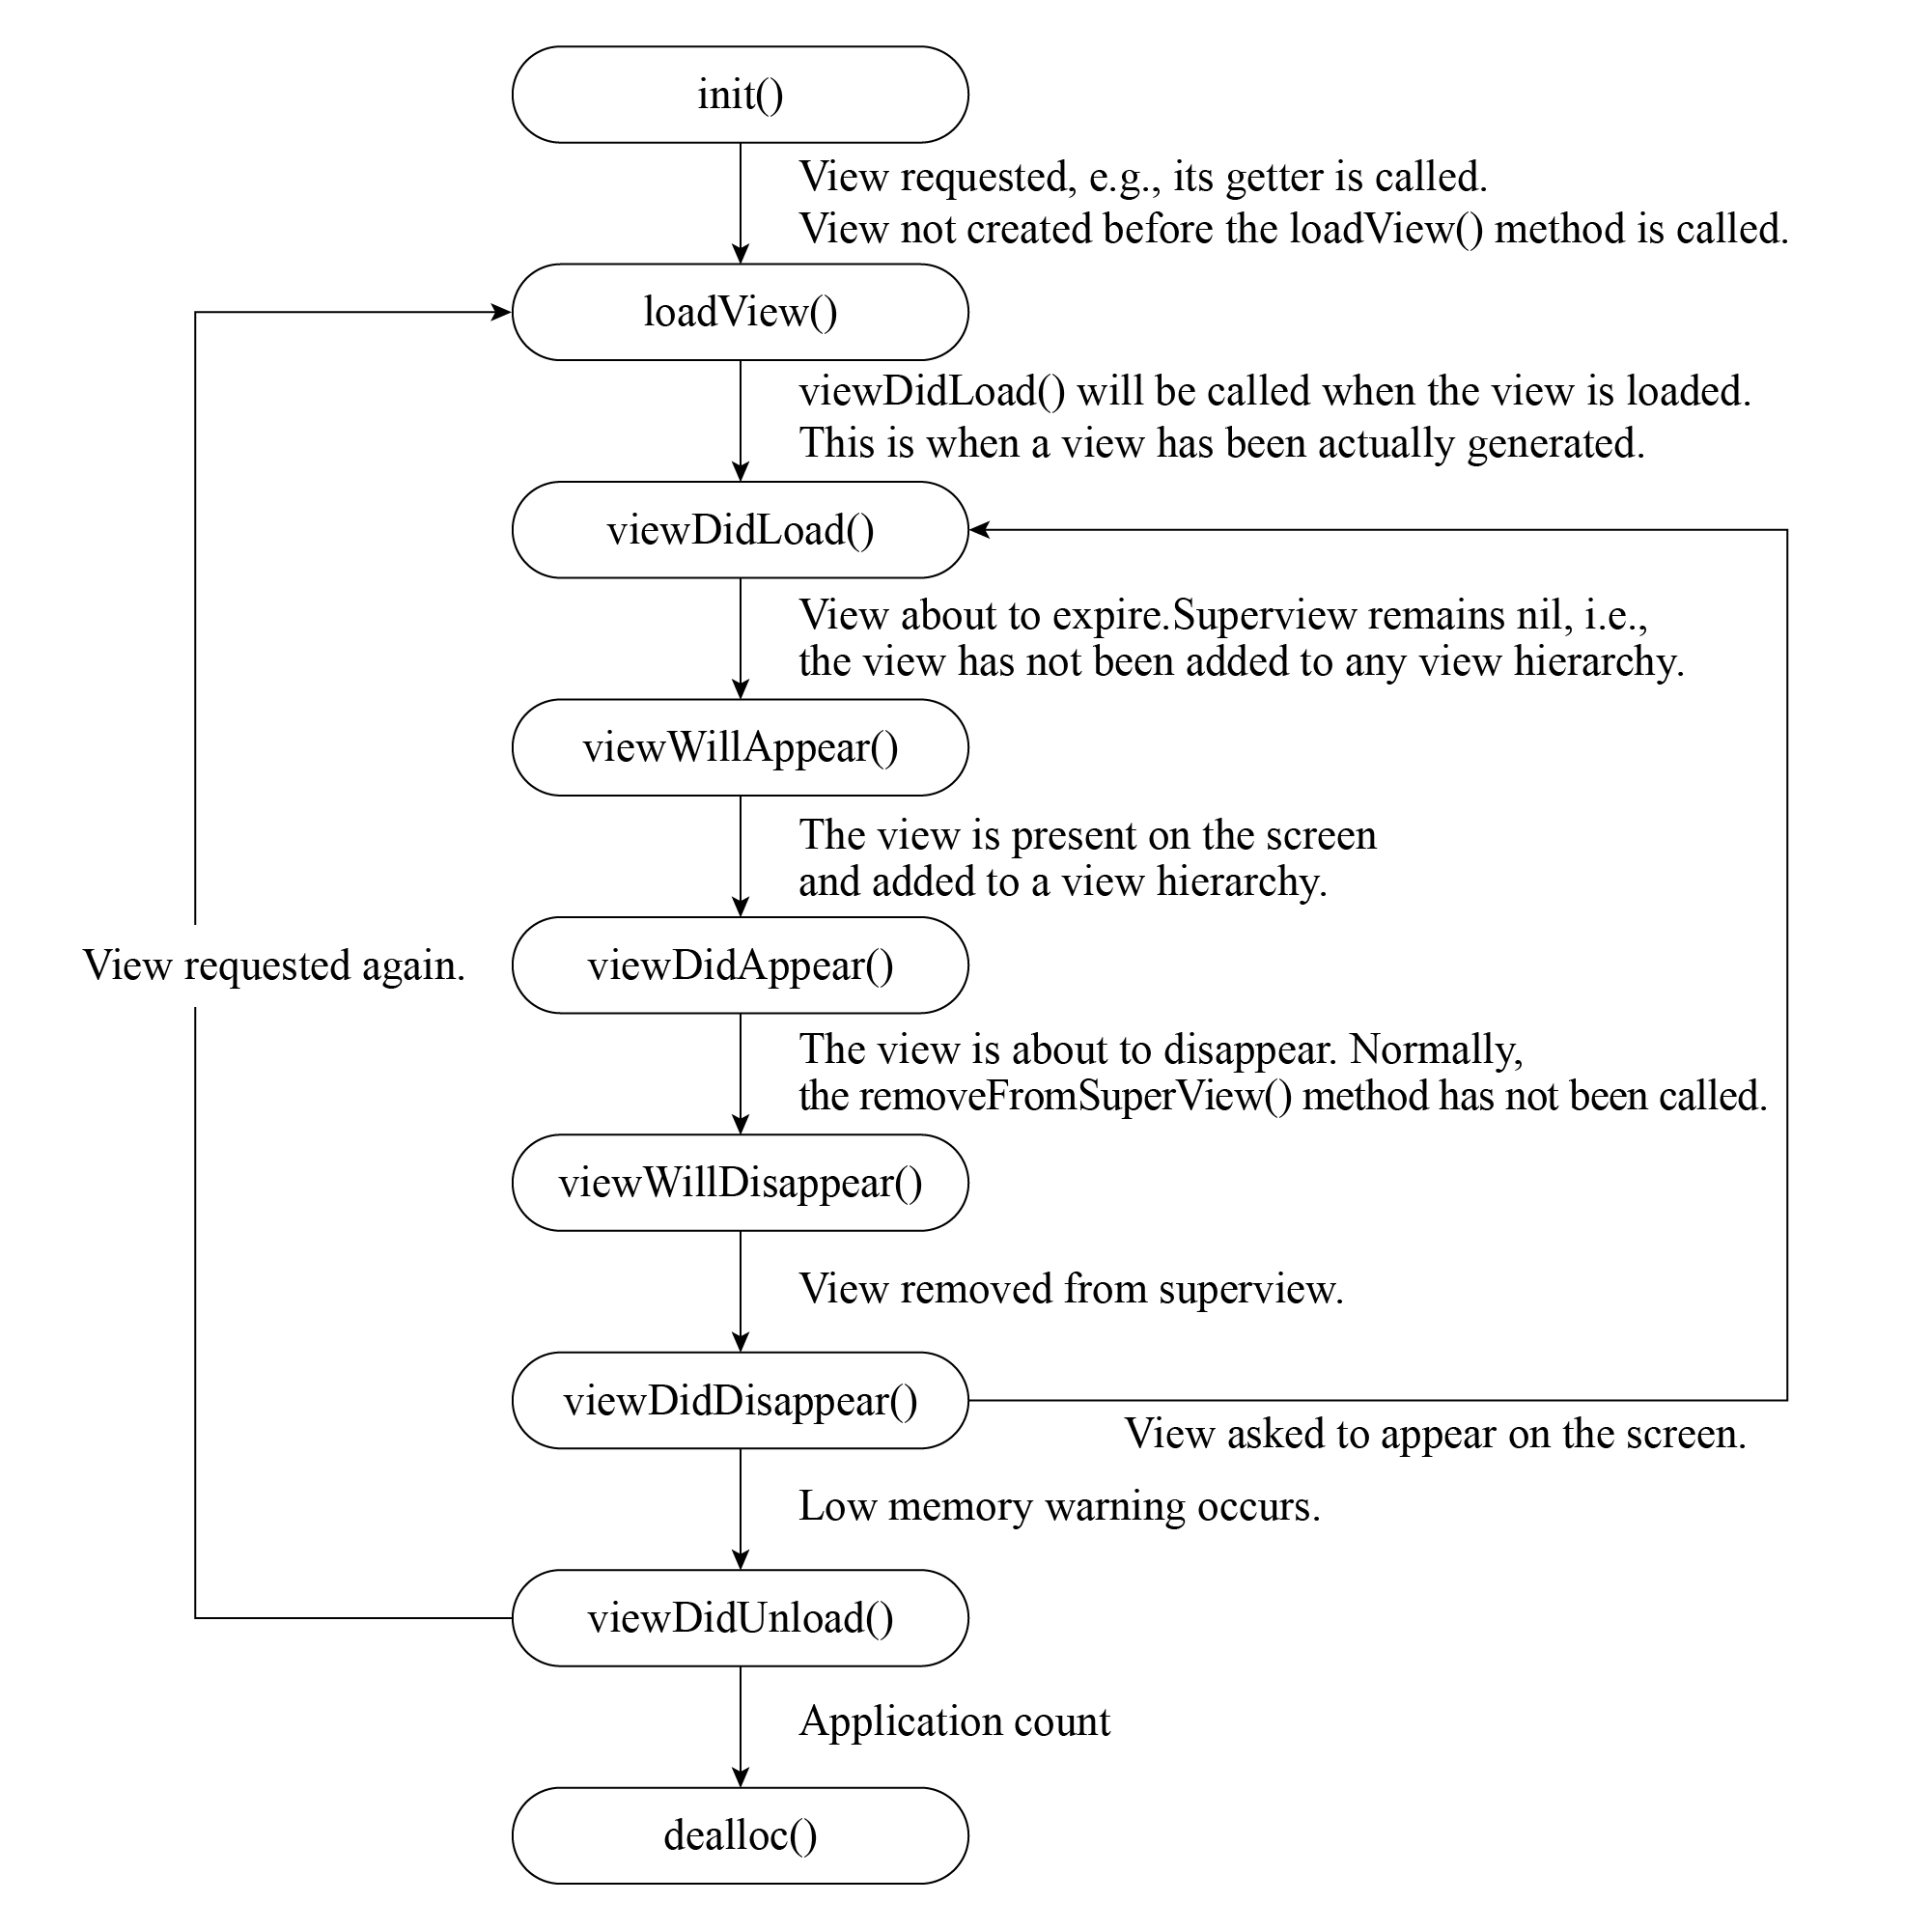 init()
View requested, e.g., its getter is called.
View not created before the loadView() method is called.
loadView()
viewDidLoad() will be called when the view is loaded.
This is when a view has been actually generated.
viewDidLoad()
View about to expire.Superview remains nil, i.e.,
the view has not been added to any view hierarchy.
viewWillAppear()
The view is present on the screen
and added to a view hierarchy.
View requested again.
viewDidAppear()
The view is about to disappear. Normally,
the removeFromSuperView() method has not been called.
viewWillDisappear()
View removed from superview.
viewDidDisappear()
View asked to appear on the screen.
Low memory warning occurs.
viewDidUnload()
Application count
dealloc()